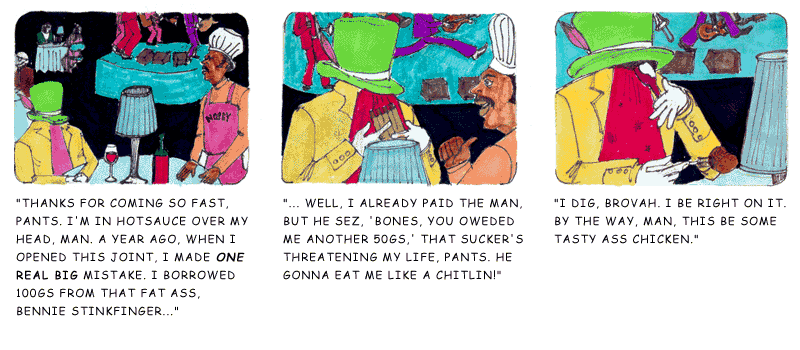 "THANKS FOR COMING SO FAST,
PANTS. I'M IN HOTSAUCE OVER MY
HEAD, MAN. A YEAR AGO, WHEN I
OPENED THIS JOINT, I MADE ONE
REAL BIG MISTAKE. I BORROWED
100GS FROM THAT FAT ASS,
BENNIE STINKFINGER..."
"... WELL, I ALREADY PAID THE MAN,
BUT HE SEZ, 'BONES, YOU OWEDED
ME ANOTHER 50GS,' THAT SUCKER'S
THREATENING MY LIFE, PANTS. HE
GONNA EAT ME LIKE A CHITLIN!"
"I DIG, BROVAH. I BE RIGHT ON IT.
BY THE WAY, MAN, THIS BE SOME
TASTY ASS CHICKEN."